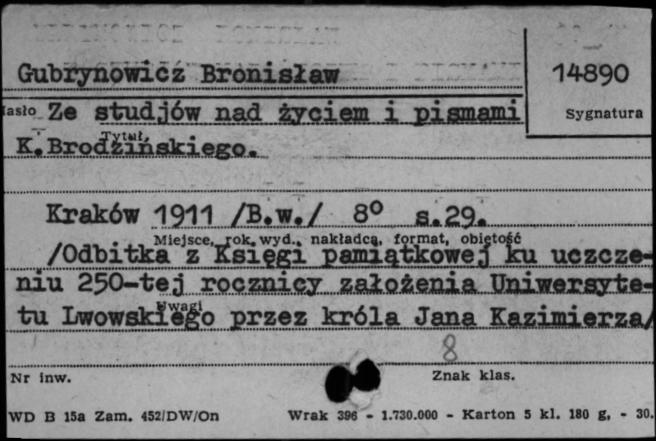 Gubrynowicz Bronisław
14890
Sygnatura
Hasło Ze studjów nad życiem i pismami
Tytuł
K.Brodzińskiego.
Kraków 1911 /B.w./ 8° s.29.
Miejsce, rok, wyd., nakładca, format, objętość
/Odbitka z Księgi pamiątkowej ku uczcze-
niu 250-tej rocznicy założenia Uniwersyte-
Uwagi
tu Lwowskiego przez króla Jana Kazimierza/
8
Nr inw.
Znak klas.
WD B 15a Zam. 452/DW/On Wrak 396 - 1.730.000 - Karton 5 kl. 180 g, - 30.